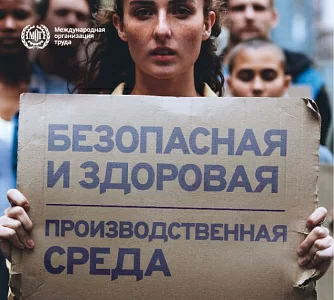 Международная
организация
труда
БЕЗОПАСНАЯ
И ЗДОРОВАЯ
ПРОИЗВОДСТВЕННАЯ
СРЕДА